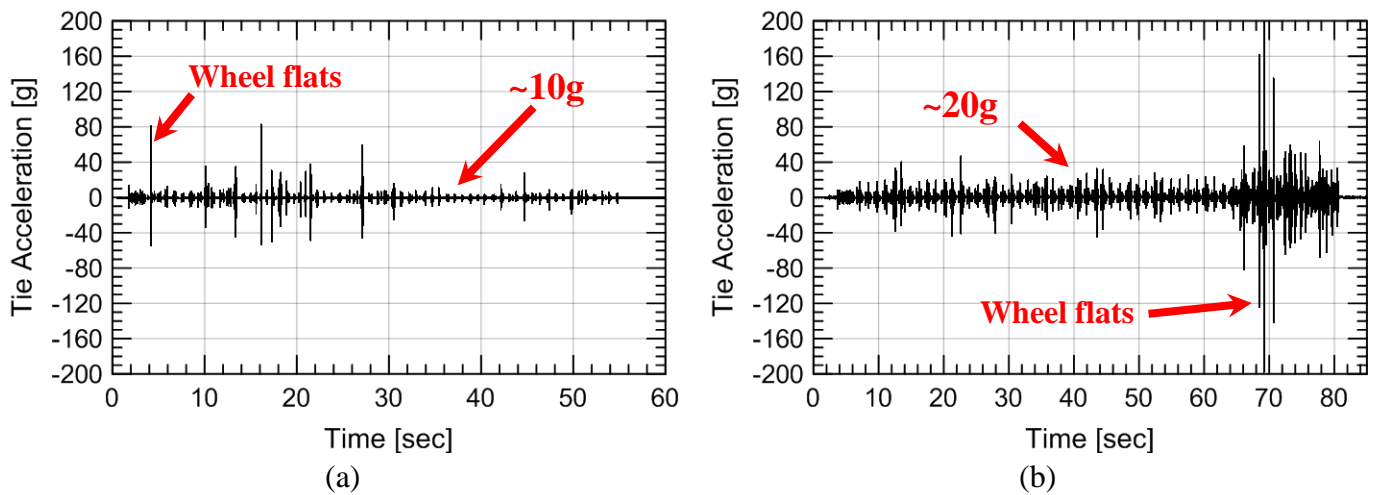 200
160
120
80
40
0
-40
-80
-120
-160
-200
Tie Acceleration [g]
Wheel flats
~10g
0 10 20 30 40 50 60
Time [sec]
(a)
200
160
120
80
40
0
-40
-80
-120
-160
-200
Tie Acceleration [g]
~20g
Wheel flats
0 10 20 30 40 50 60 70 80
Time [sec]
(b)